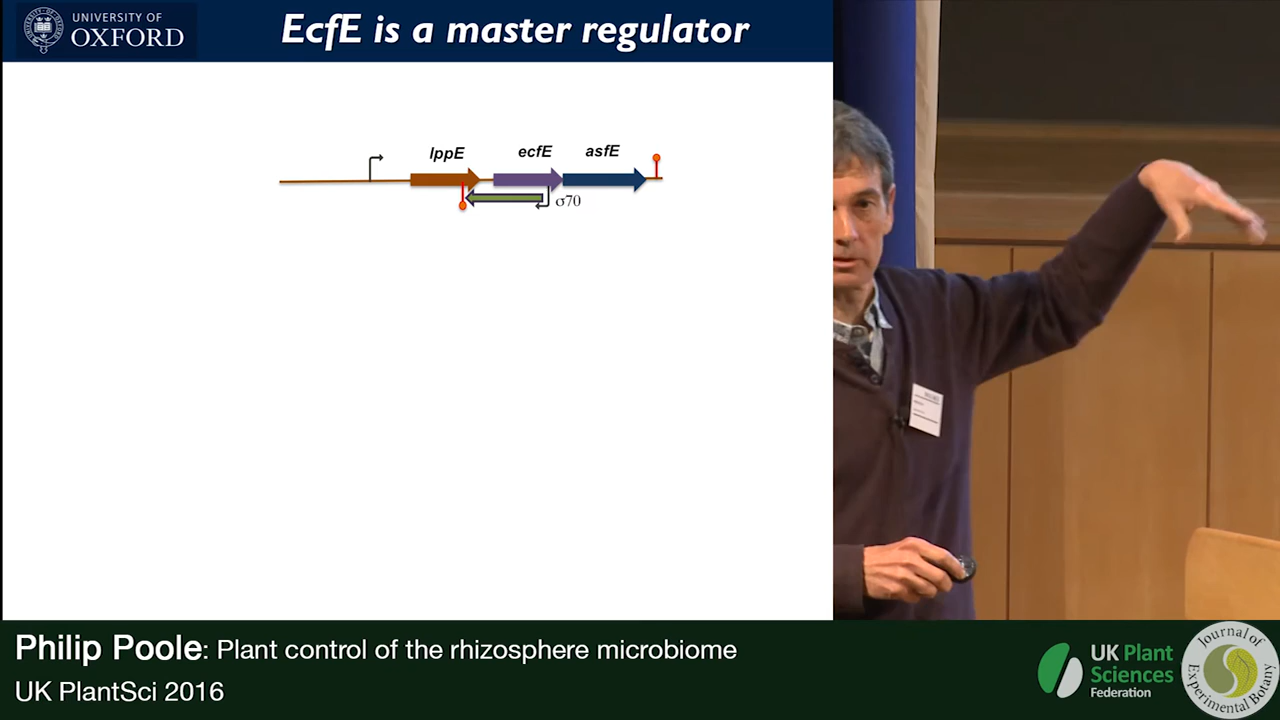 UNIVERSITY OF
OXFORD
EcfE is a master regulator
lppE ecfE asfE
σ70
Philip Poole: Plant control of the rhizosphere microbiome
UK PlantSci 2016
UK Plant
Sciences
Federation
Journal of
Experimental Botany